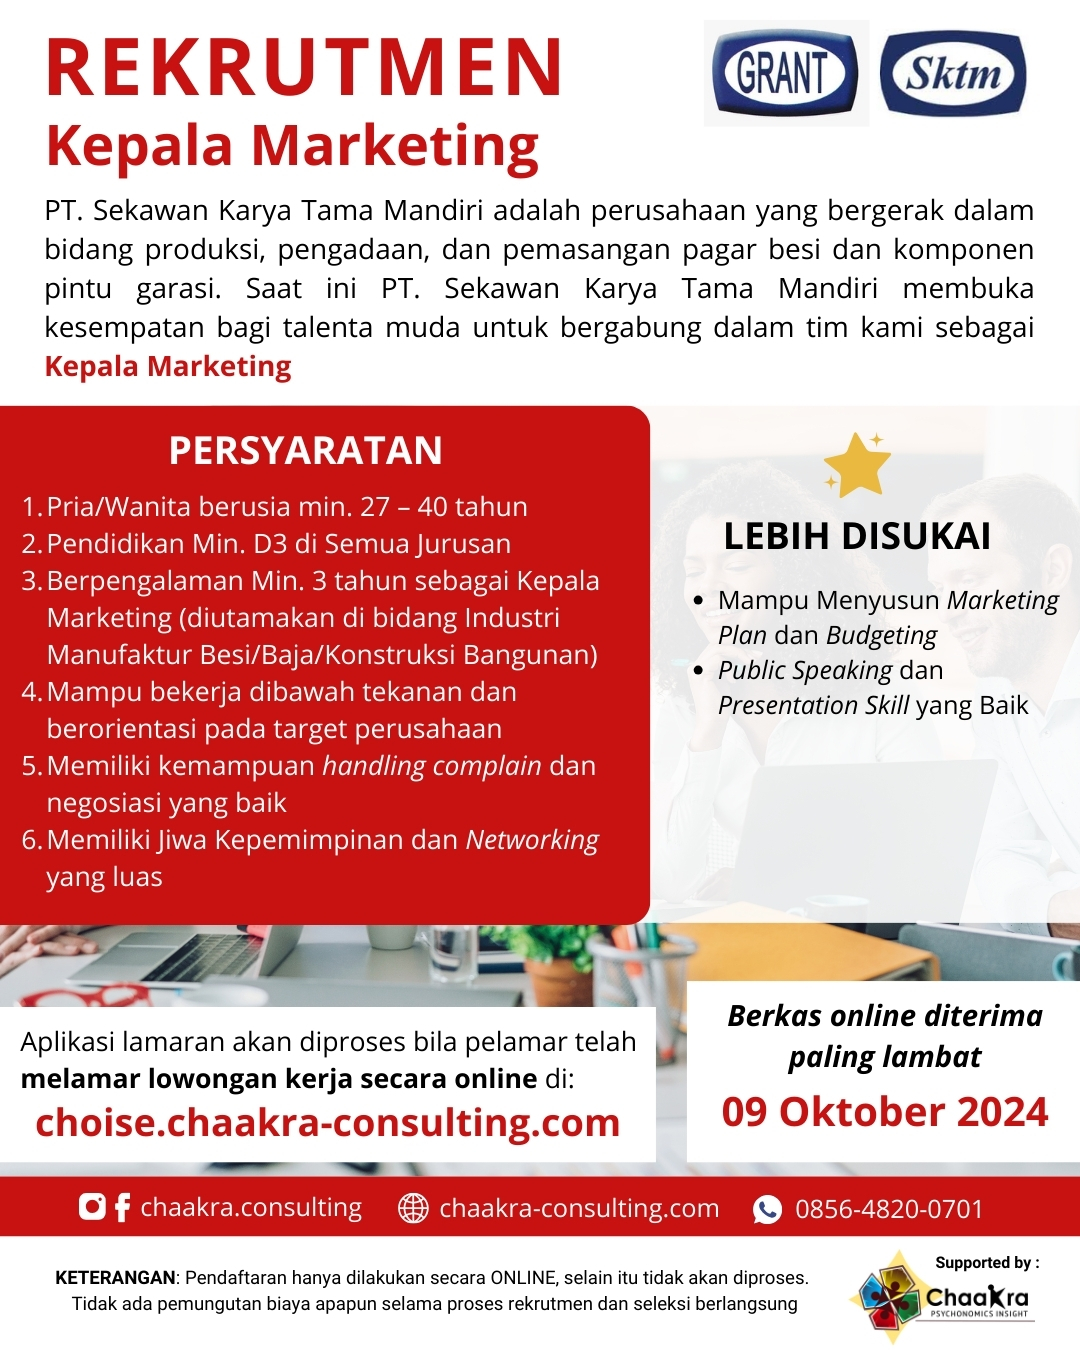 REKRUTMEN
Kepala Marketing
GRANT
Sktm
PT. Sekawan Karya Tama Mandiri adalah perusahaan yang bergerak dalam
bidang produksi, pengadaan, dan pemasangan pagar besi dan komponen
pintu garasi. Saat ini PT. Sekawan Karya Tama Mandiri membuka
kesempatan bagi talenta muda untuk bergabung dalam tim kami sebagai
Kepala Marketing
PERSYARATAN
1. Pria/Wanita berusia min. 27 – 40 tahun
2. Pendidikan Min. D3 di Semua Jurusan
3. Berpengalaman Min. 3 tahun sebagai Kepala
Marketing (diutamakan di bidang Industri
Manufaktur Besi/Baja/Konstruksi Bangunan)
4. Mampu bekerja dibawah tekanan dan
berorientasi pada target perusahaan
5. Memiliki kemampuan handling complain dan
negosiasi yang baik
6. Memiliki Jiwa Kepemimpinan dan Networking
yang luas
LEBIH DISUKAI
• Mampu Menyusun Marketing
Plan dan Budgeting
• Public Speaking dan
Presentation Skill yang Baik
Aplikasi lamaran akan diproses bila pelamar telah
melamar lowongan kerja secara online di:
choise.chaakra-consulting.com
Berkas online diterima
paling lambat
09 Oktober 2024
chaakra.consulting
chaakra-consulting.com
0856-4820-0701
KETERANGAN: Pendaftaran hanya dilakukan secara ONLINE, selain itu tidak akan diproses.
Tidak ada pemungutan biaya apapun selama proses rekrutmen dan seleksi berlangsung
Supported by :
Chaakra
PSYCHONOMICS INSIGHT